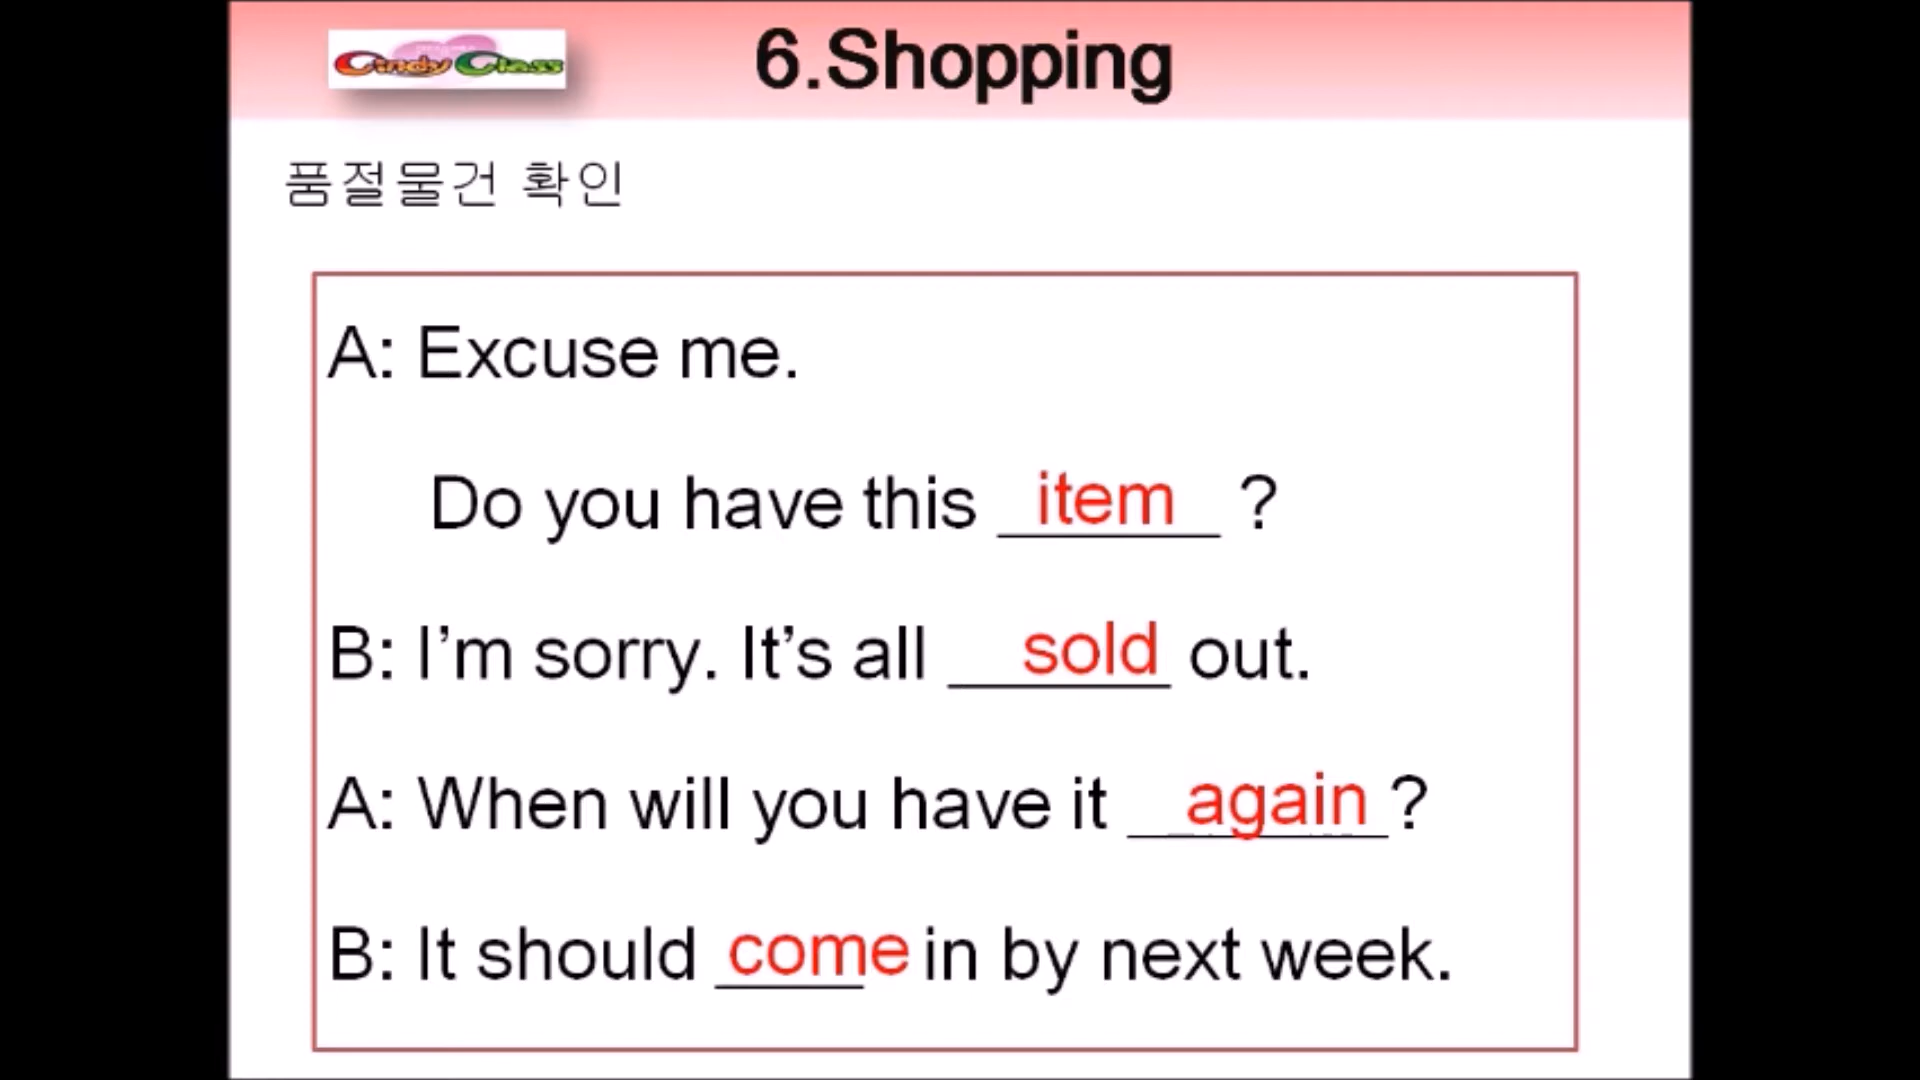 Cindy Class
6.Shopping
품절물건 확인
A: Excuse me.
Do you have this item ?
B: I'm sorry. It's all sold out.
A: When will you have it again?
B: It should come in by next week.